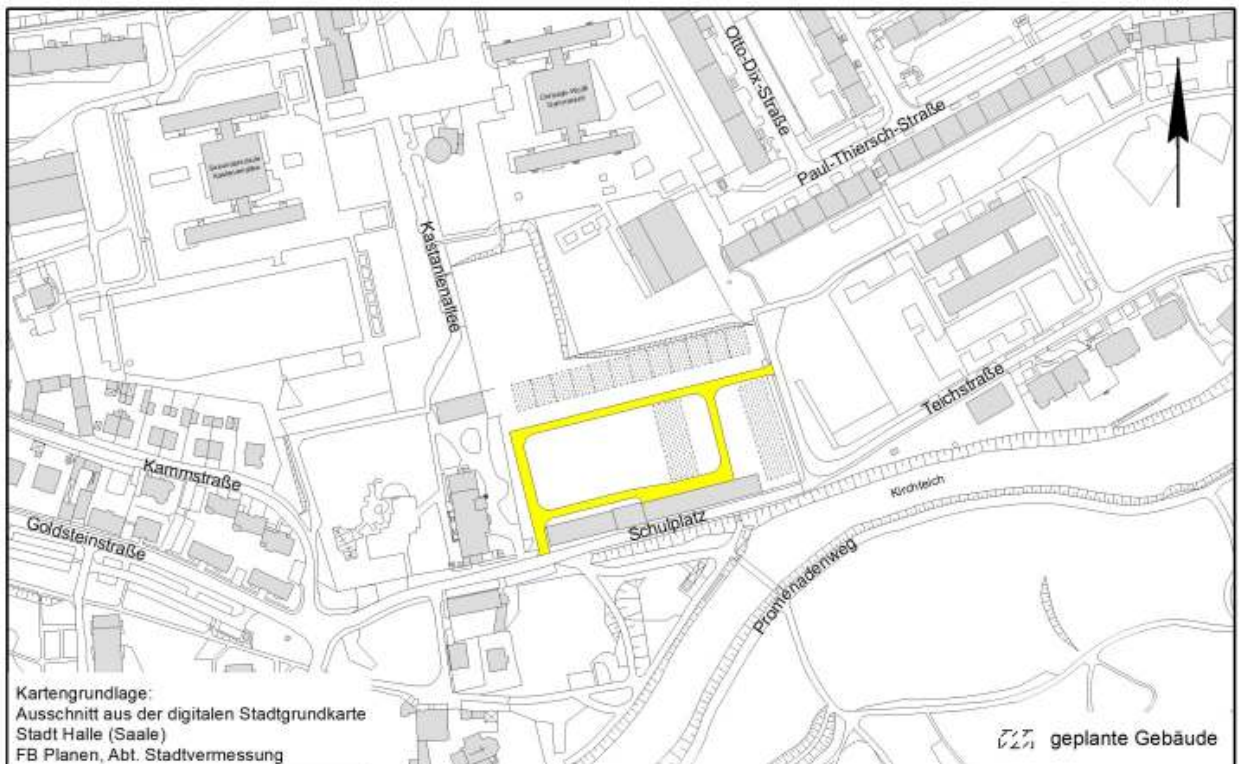 Otto-Dix-Straße
Paul-Thiersch-Straße
Kastanienallee
Teichstraße
Kammstraße
Goldsteinstraße
Kirchteich
Schulplatz
Promenadenweg
Kartengrundlage:
Ausschnitt aus der digitalen Stadtgrundkarte
Stadt Halle (Saale)
FB Planen, Abt. Stadtvermessung
geplante Gebäude